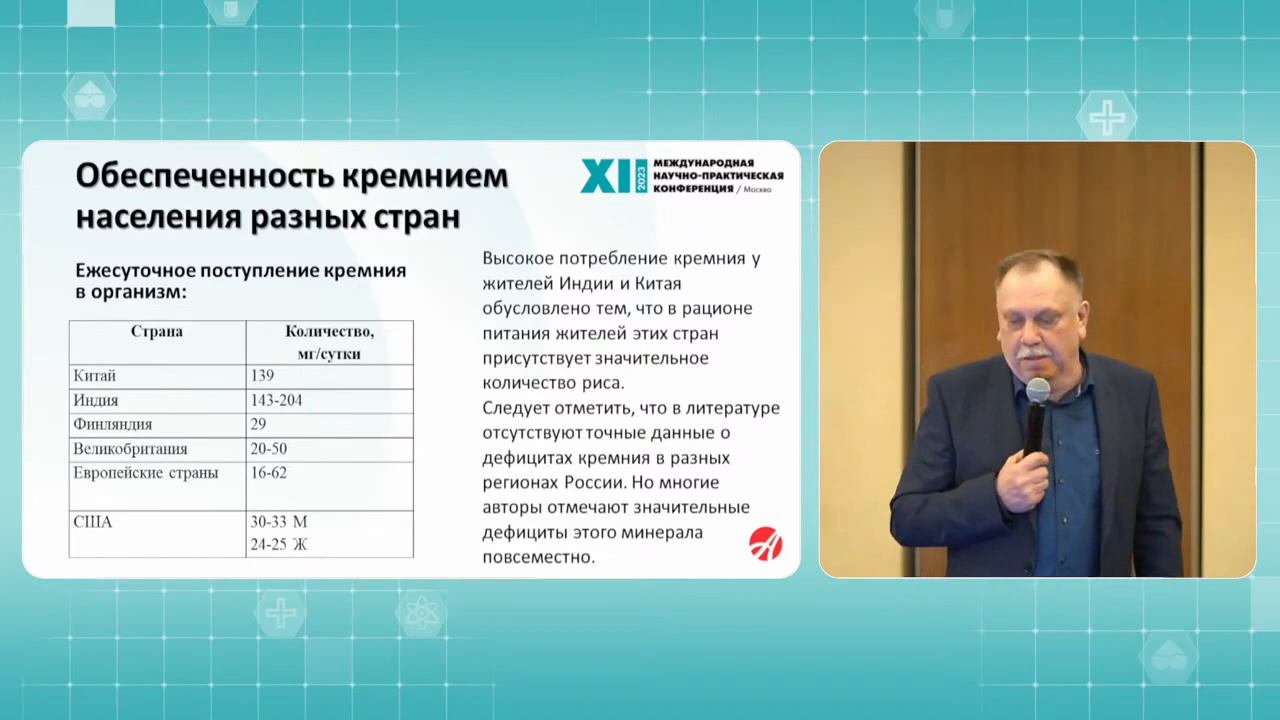 Обеспеченность кремнием
населения разных стран
XII
2023
МЕЖДУНАРОДНАЯ
НАУЧНО-ПРАКТИЧЕСКАЯ
КОНФЕРЕНЦИЯ / Москва
Ежесуточное поступление кремния
в организм:
Страна
Количество,
мг/сутки
Китай 139
Индия 143-204
Финляндия 29
Великобритания 20-50
Европейские страны 16-62
США 30-33 М
24-25 Ж
Высокое потребление кремния у
жителей Индии и Китая
обусловлено тем, что в рационе
питания жителей этих стран
присутствует значительное
количество риса.
Следует отметить, что в литературе
отсутствуют точные данные о
дефицитах кремния в разных
регионах России. Но многие
авторы отмечают значительные
дефициты этого минерала
повсеместно.